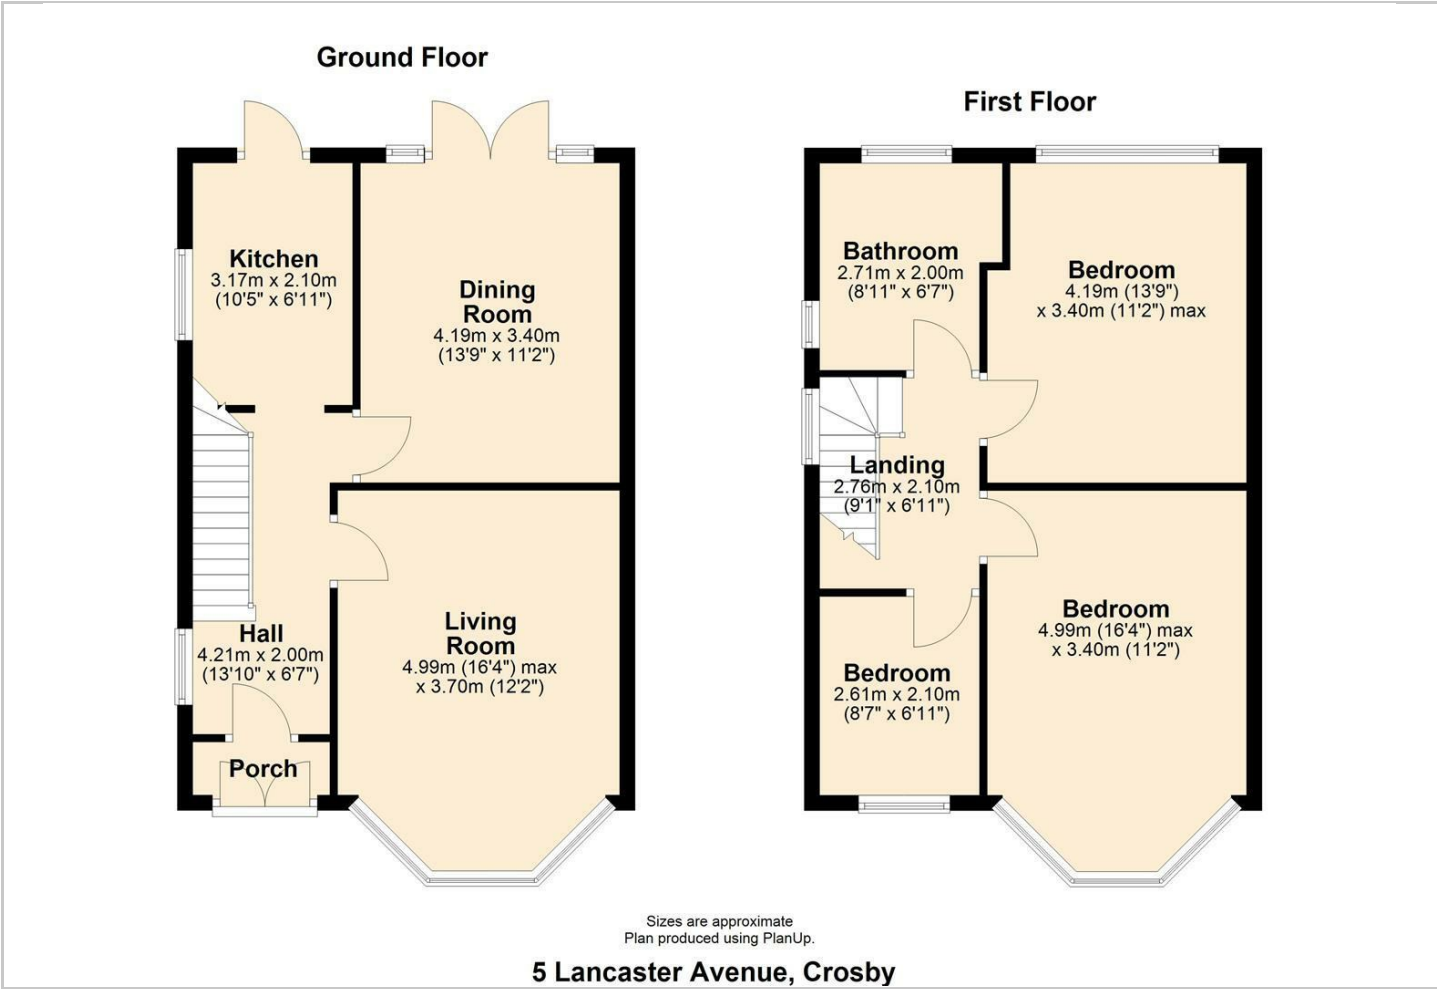 Ground Floor
Kitchen
3.17m x 2.10m
(10'5" x 6'11")
Dining
Room
4.19m x 3.40m
(13'9" x 11'2")
Hall
4.21m x 2.00m
(13'10" x 6'7")
Living
Room
4.99m (16'4") max
x 3.70m (12'2")
Porch
First Floor
Bathroom
2.71m x 2.00m
(8'11" x 6'7")
Bedroom
4.19m (13'9")
x 3.40m (11'2") max
Landing
2.76m x 2.10m
(9'1" x 6'11")
Bedroom
4.99m (16'4") max
x 3.40m (11'2")
Bedroom
2.61m x 2.10m
(8'7" x 6'11")
Sizes are approximate
Plan produced using PlanUp.
5 Lancaster Avenue, Crosby